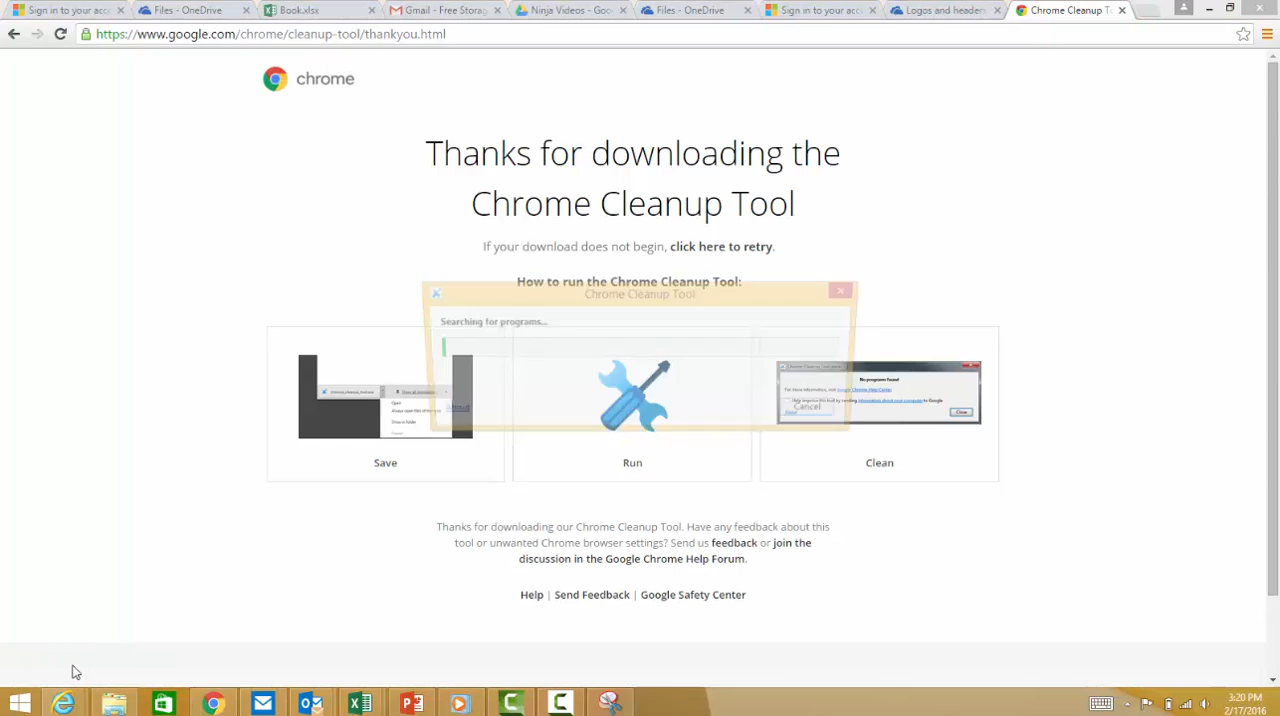 Sign in to your acc
Files - OneDrive
Book.xlsx
Gmail - Free Storag
Ninja Videos - Goo
Files - OneDrive
Sign in to your acc
Logos and headers
Chrome Cleanup T
https://www.google.com/chrome/cleanup-tool/thankyou.html
chrome
Thanks for downloading the
Chrome Cleanup Tool
If your download does not begin, click here to retry.
How to run the Chrome Cleanup Tool:
Chrome Cleanup Tool
Searching for programs...
No programs found
Cancel
Close
Save
Run
Clean
Thanks for downloading our Chrome Cleanup Tool. Have any feedback about this
tool or unwanted Chrome browser settings? Send us feedback or join the
discussion in the Google Chrome Help Forum.
Help | Send Feedback | Google Safety Center
3:20 PM
2/17/2016